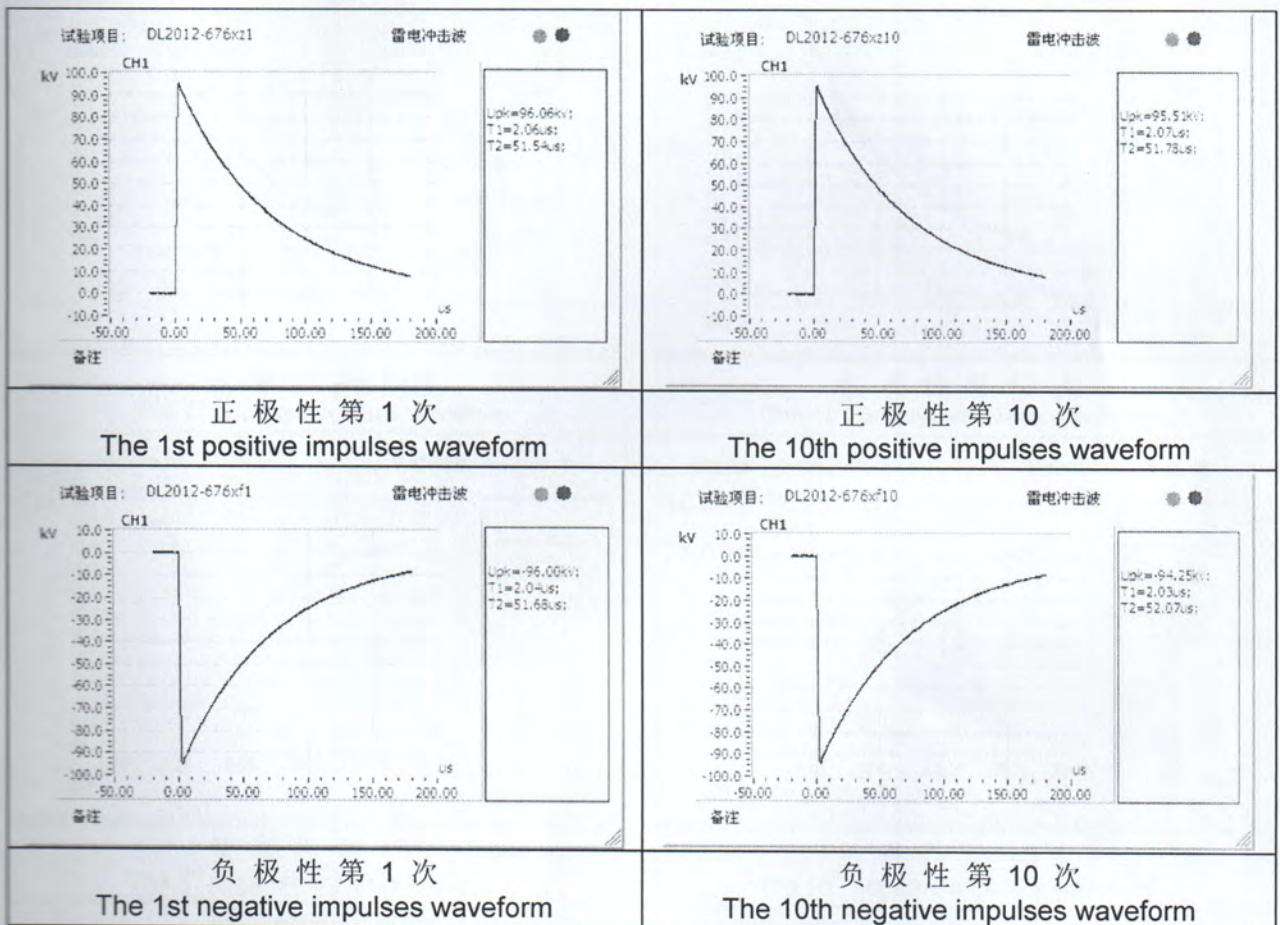 试验项目: DL2012-676xz1 雷电冲击波
CH1
kV
100.0
90.0
80.0
70.0
60.0
50.0
40.0
30.0
20.0
10.0
0.0
-10.0
-50.00 0.00 50.00 100.00 150.00 200.00
us
Upk=96.06kV;
T1=2.06us;
T2=51.54us;
备注
正极性第 1 次
The 1st positive impulses waveform
试验项目: DL2012-676xz10 雷电冲击波
CH1
kV
100.0
90.0
80.0
70.0
60.0
50.0
40.0
30.0
20.0
10.0
0.0
-10.0
-50.00 0.00 50.00 100.00 150.00 200.00
us
Upk=95.51kV;
T1=2.07us;
T2=51.78us;
备注
正极性第 10 次
The 10th positive impulses waveform
试验项目: DL2012-676xf1 雷电冲击波
CH1
kV
10.0
0.0
-10.0
-20.0
-30.0
-40.0
-50.0
-60.0
-70.0
-80.0
-90.0
-100.0
-50.00 0.00 50.00 100.00 150.00 200.00
us
Upk=-96.00kV;
T1=2.04us;
T2=51.68us;
备注
负极性第 1 次
The 1st negative impulses waveform
试验项目: DL2012-676xf10 雷电冲击波
CH1
kV
10.0
0.0
-10.0
-20.0
-30.0
-40.0
-50.0
-60.0
-70.0
-80.0
-90.0
-100.0
-50.00 0.00 50.00 100.00 150.00 200.00
us
Upk=-94.25kV;
T1=2.03us;
T2=52.07us;
备注
负极性第 10 次
The 10th negative impulses waveform